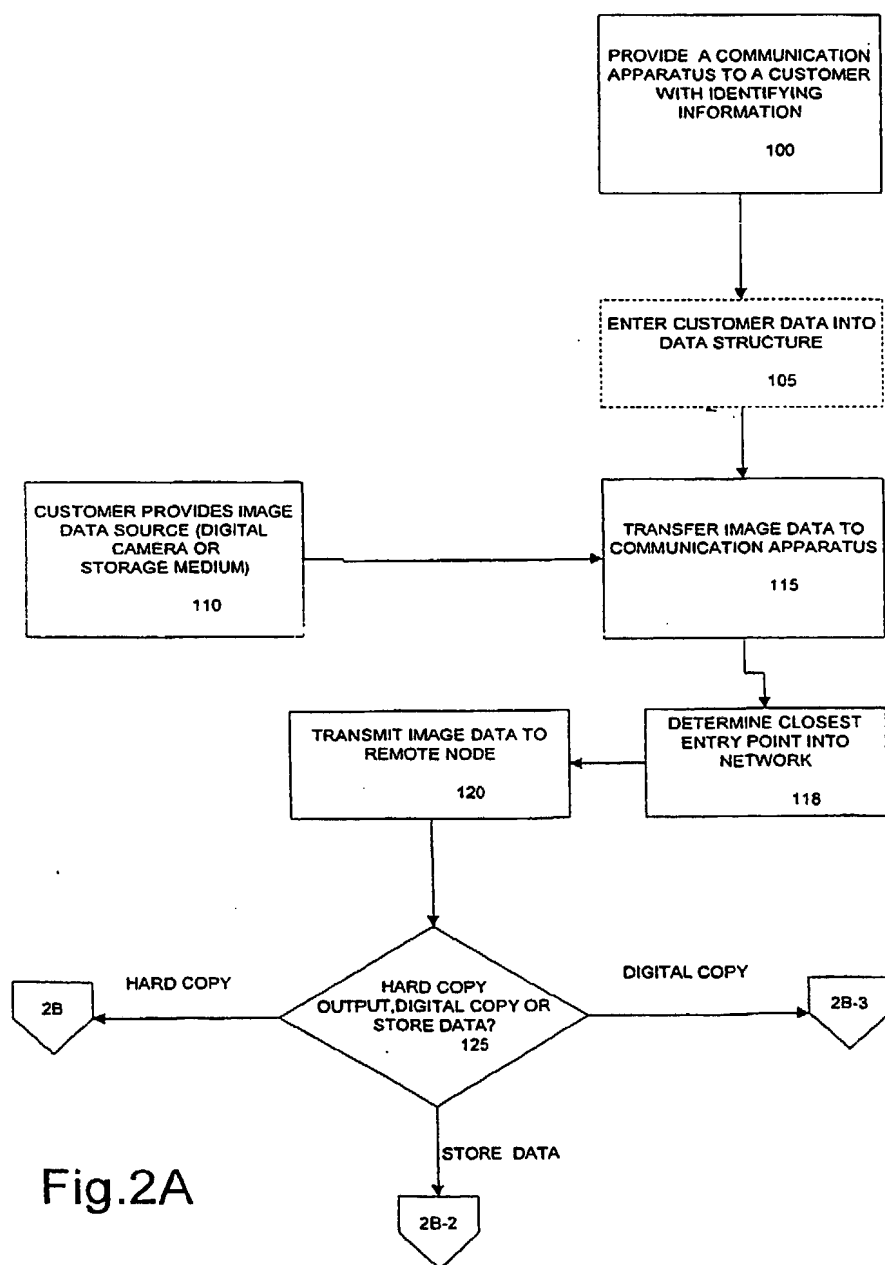 PROVIDE A COMMUNICATION
APPARATUS TO A CUSTOMER
WITH IDENTIFYING
INFORMATION
100
ENTER CUSTOMER DATA INTO
DATA STRUCTURE
105
CUSTOMER PROVIDES IMAGE
DATA SOURCE (DIGITAL
CAMERA OR
STORAGE MEDIUM)
110
TRANSFER IMAGE DATA TO
COMMUNICATION APPARATUS
115
TRANSMIT IMAGE DATA TO
REMOTE NODE
120
DETERMINE CLOSEST
ENTRY POINT INTO
NETWORK
118
HARD COPY
DIGITAL COPY
2B
HARD COPY
OUTPUT,DIGITAL COPY OR
STORE DATA?
125
2B-3
STORE DATA
Fig.2A
2B-2